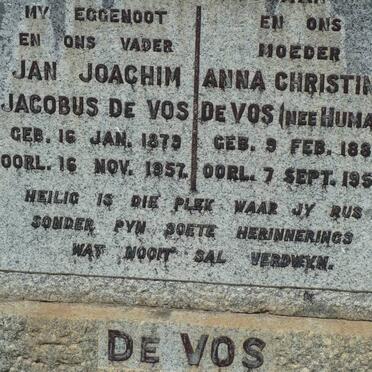 MY EGGENOOT
EN ONS VADER
JAN JOACHIM
JACOBUS DE VOS
GEB. 16 JAN. 1879
OORL. 16 NOV. 1957.
EN ONS
MOEDER
ANNA CHRISTIN
DE VOS (NEE HUMA
GEB. 9 FEB. 188
OORL. 7 SEPT. 195
HEILIG IS DIE PLEK WAAR JY RUS
SONDER PYN SOETE HERINNERINGS
WAT NOOIT SAL VERDWYN.
DE VOS